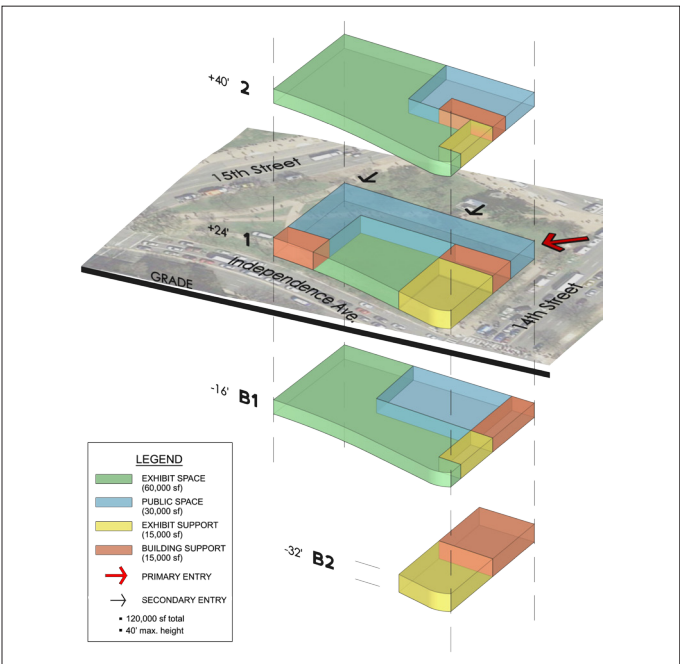 +40' 2
15th Street
+24' 1
Independence Ave.
GRADE
14th Street
-16' B1
-32' B2
LEGEND
EXHIBIT SPACE
(60,000 sf)
PUBLIC SPACE
(30,000 sf)
EXHIBIT SUPPORT
(15,000 sf)
BUILDING SUPPORT
(15,000 sf)
PRIMARY ENTRY
SECONDARY ENTRY
▪ 120,000 sf total
▪ 40' max. height